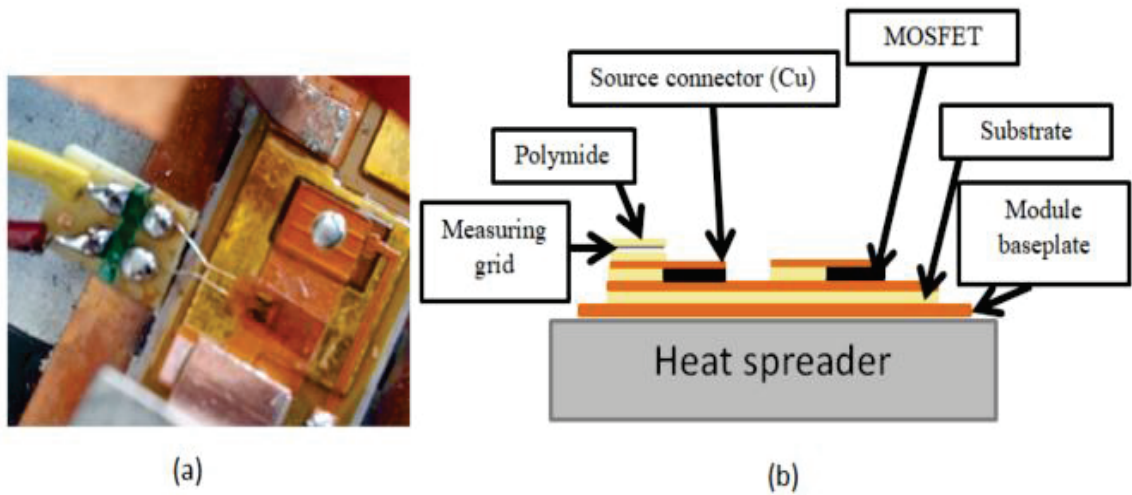 MOSFET
Source connector (Cu)
Substrate
Polymide
Module
baseplate
Measuring
grid
Heat spreader
(a)
(b)